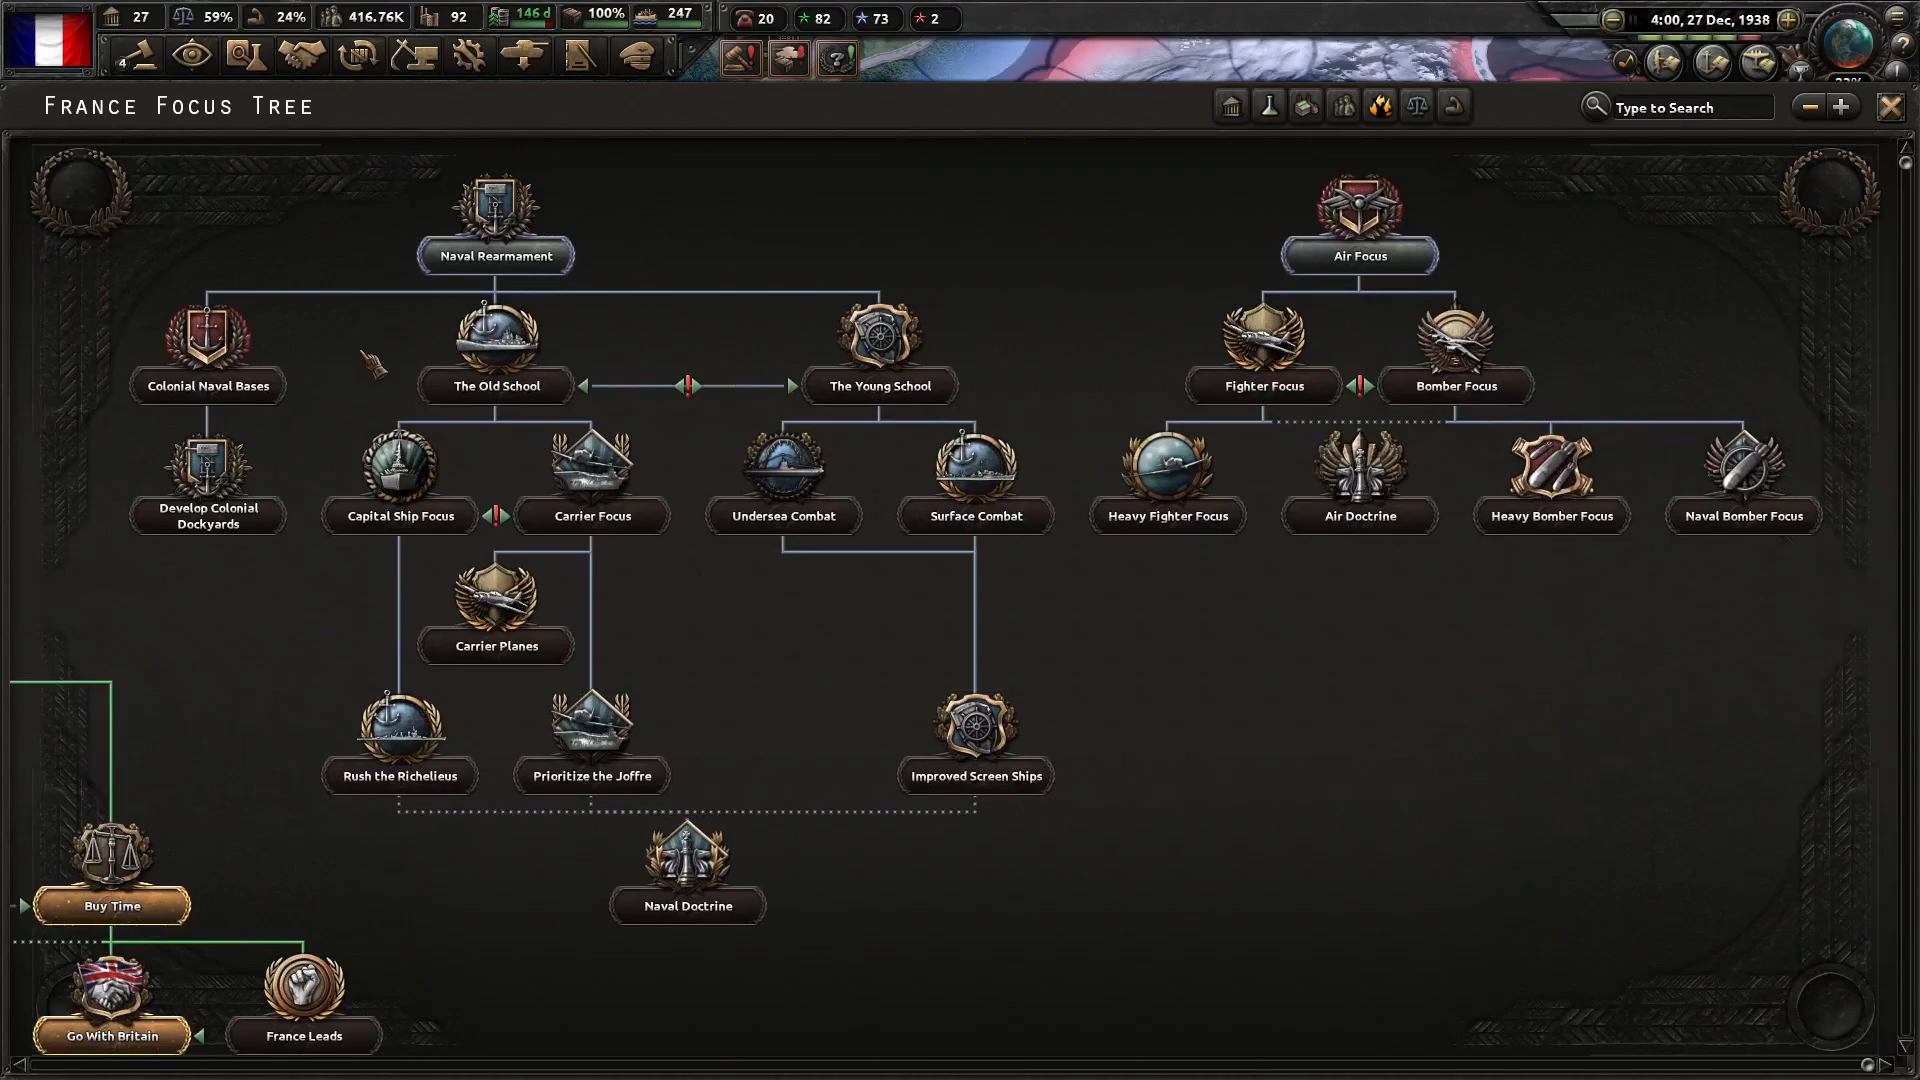 27 59% 24% 416.76K 92 146 d 100% 247 20 82 73 2 4:00, 27 Dec, 1938
4
FRANCE FOCUS TREE
Type to Search
Naval Rearmament
Air Focus
Colonial Naval Bases
The Old School
The Young School
Fighter Focus
Bomber Focus
Develop Colonial
Dockyards
Capital Ship Focus
Carrier Focus
Undersea Combat
Surface Combat
Heavy Fighter Focus
Air Doctrine
Heavy Bomber Focus
Naval Bomber Focus
Carrier Planes
Rush the Richelieus
Prioritize the Joffre
Improved Screen Ships
Buy Time
Naval Doctrine
Go With Britain
France Leads